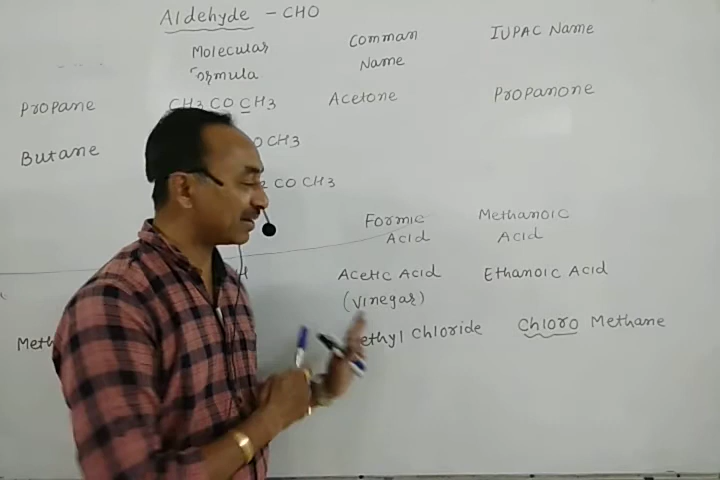 Aldehyde - CHO
Molecular Formula
Comman Name
IUPAC Name
Propane CH3 CO CH3 Acetone Propanone
Butane OCH3
CO CH3
Formic Acid Methanoic Acid
Acetic Acid Ethanoic Acid
(Vinegar)
Meth ethyl Chloride Chloro Methane